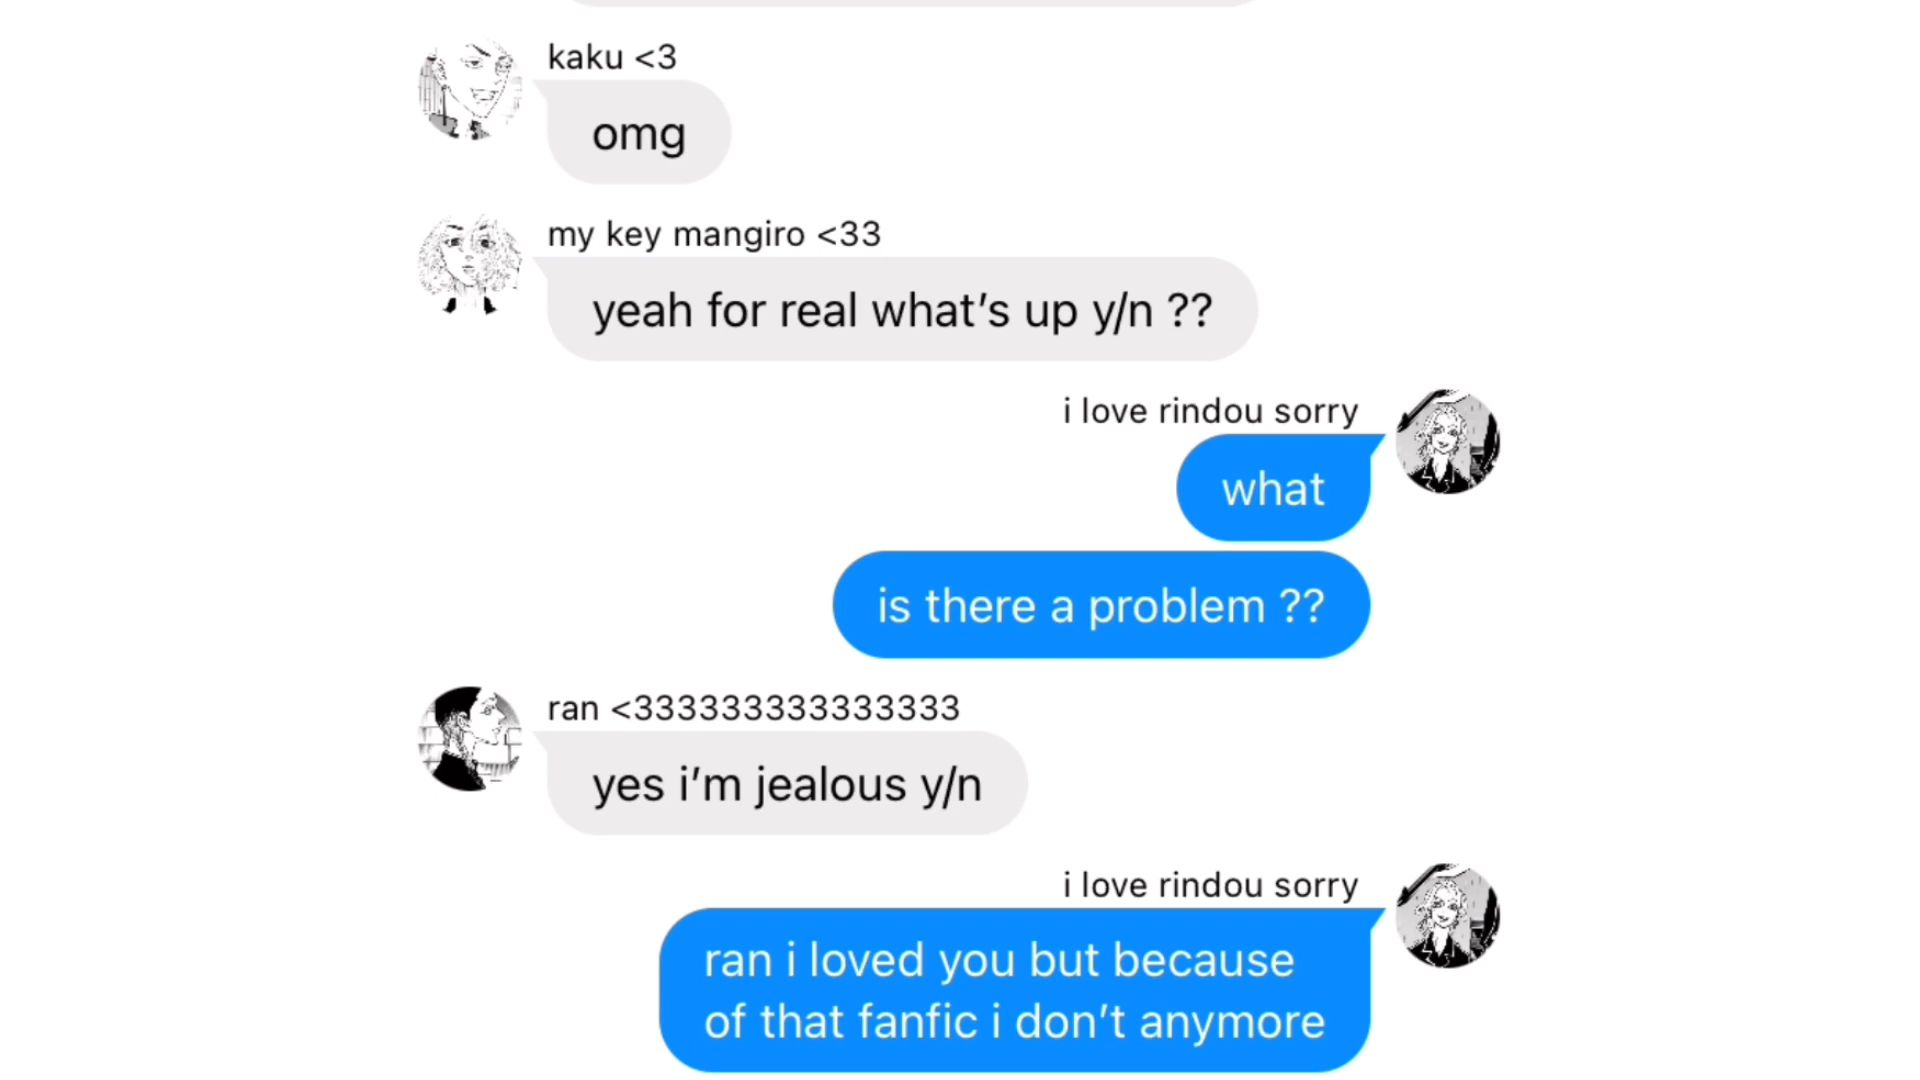 kaku <3
omg
my key mangiro <33
yeah for real what’s up y/n ??
i love rindou sorry
what
is there a problem ??
ran <333333333333333
yes i’m jealous y/n
i love rindou sorry
ran i loved you but because
of that fanfic i don’t anymore